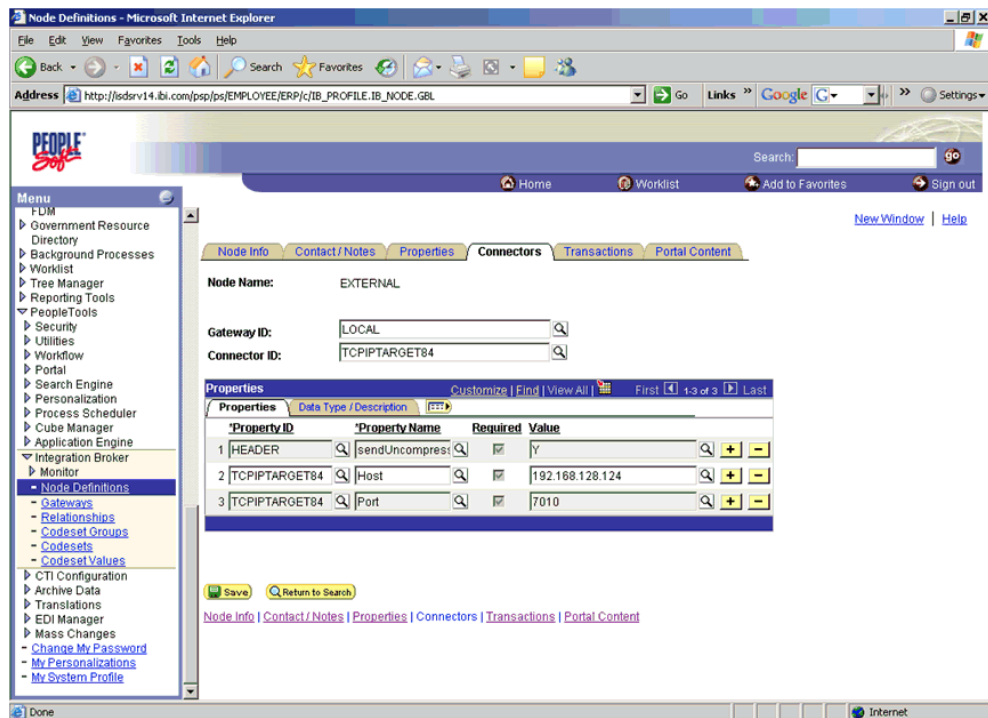 Node Definitions - Microsoft Internet Explorer
File Edit View Favorites Tools Help
Back Search Favorites
Address http://isdsrv14.ibi.com/psp/ps/EMPLOYEE/ERP/c/IB_PROFILE.IB_NODE.GBL Go Links » Google G » Settings
PEOPLE Soft
Search: go
Home Worklist Add to Favorites Sign out
New Window | Help
Menu
FDM
Government Resource
Directory
Background Processes
Worklist
Tree Manager
Reporting Tools
PeopleTools
Security
Utilities
Workflow
Portal
Search Engine
Personalization
Process Scheduler
Cube Manager
Application Engine
Integration Broker
Monitor
- Node Definitions
- Gateways
- Relationships
- Codeset Groups
- Codesets
- Codeset Values
CTI Configuration
Archive Data
Translations
EDI Manager
Mass Changes
- Change My Password
- My Personalizations
- My System Profile
Node Info Contact / Notes Properties Connectors Transactions Portal Content
Node Name: EXTERNAL
Gateway ID: LOCAL
Connector ID: TCPIPTARGET84
Properties Customize | Find | View All | First 1-3 of 3 Last
Properties Data Type / Description
*Property ID *Property Name Required Value
1 HEADER sendUncompress Y + -
2 TCPIPTARGET84 Host 192.168.128.124 + -
3 TCPIPTARGET84 Port 7010 + -
Save Return to Search
Node Info | Contact / Notes | Properties | Connectors | Transactions | Portal Content
Done Internet